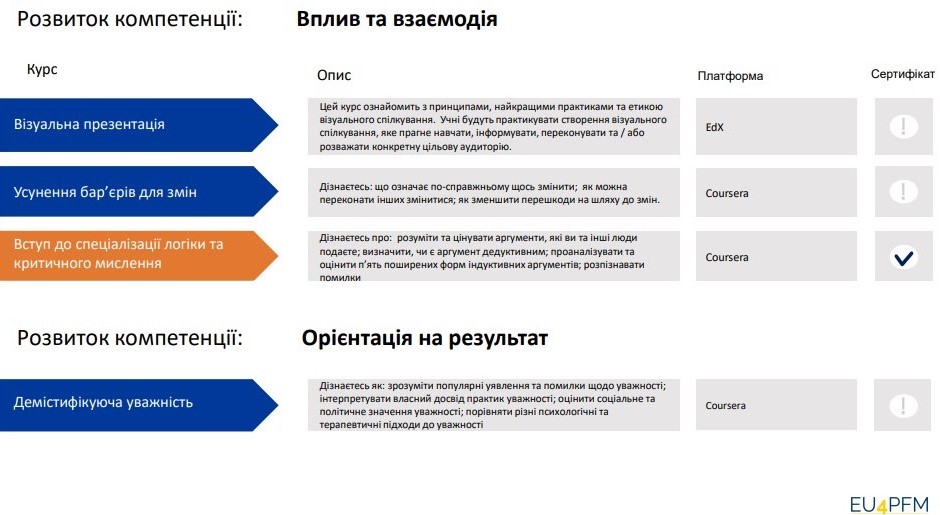 Розвиток компетенції: Вплив та взаємодія
Курс Опис Платформа Сертифікат
Візуальна презентація
Цей курс ознайомить з принципами, найкращими практиками та етикою
візуального спілкування. Учні будуть практикувати створення візуального
спілкування, яке прагне навчати, інформувати, переконувати та / або
розважати конкретну цільову аудиторію.
EdX
!
Усунення бар’єрів для змін
Дізнаєтесь: що означає по-справжньому щось змінити; як можна
переконати інших змінитися; як зменшити перешкоди на шляху до змін.
Coursera
!
Вступ до спеціалізації логіки та
критичного мислення
Дізнаєтесь про: розуміти та цінувати аргументи, які ви та інші люди
подаєте; визначити, чи є аргумент дедуктивним; проаналізувати та
оцінити п’ять поширених форм індуктивних аргументів; розпізнавати
помилки
Coursera
Розвиток компетенції: Орієнтація на результат
Демістифікуюча уважність
Дізнаєтесь як: зрозуміти популярні уявлення та помилки щодо уважності;
інтерпретувати власний досвід практик уважності; оцінити соціальне та
політичне значення уважності; порівняти різні психологічні та
терапевтичні підходи до уважності
Coursera
!
EU4PFM